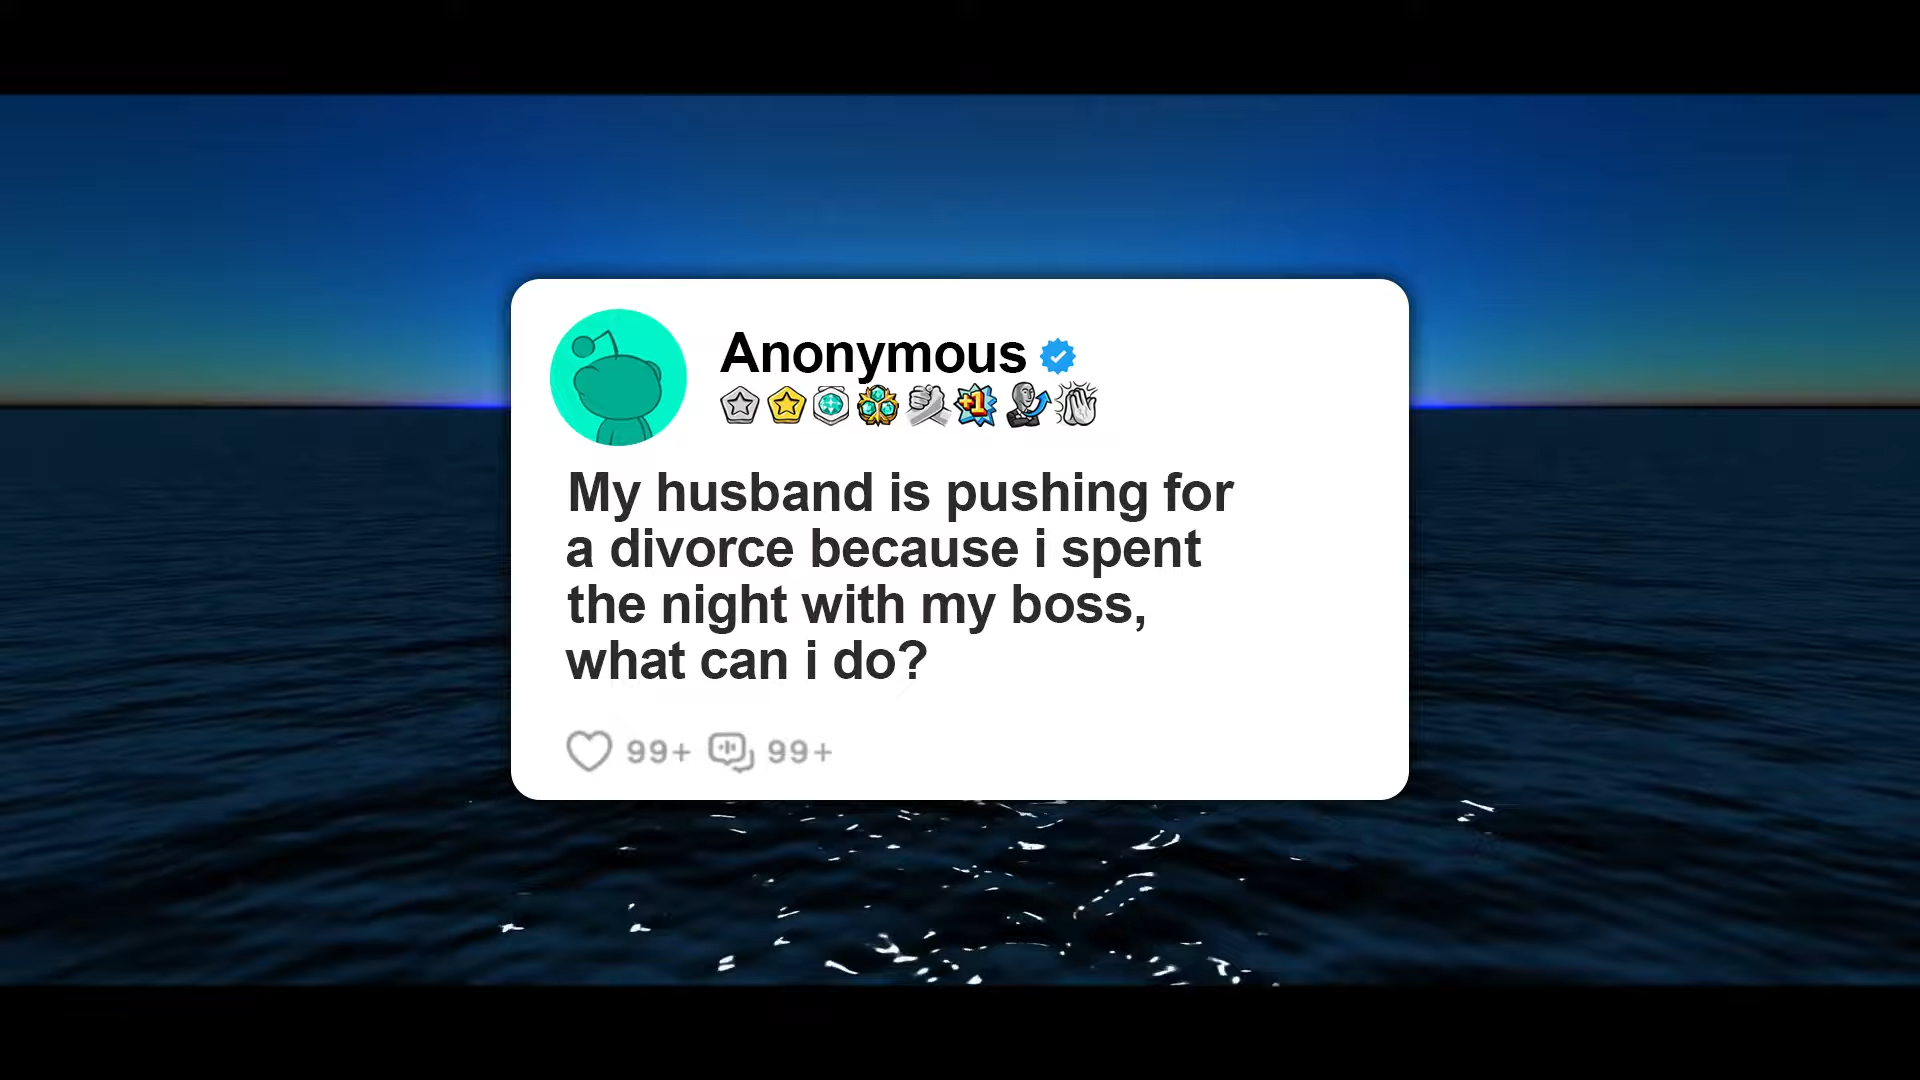 Anonymous
+1
My husband is pushing for
a divorce because i spent
the night with my boss,
what can i do?
99+ 99+